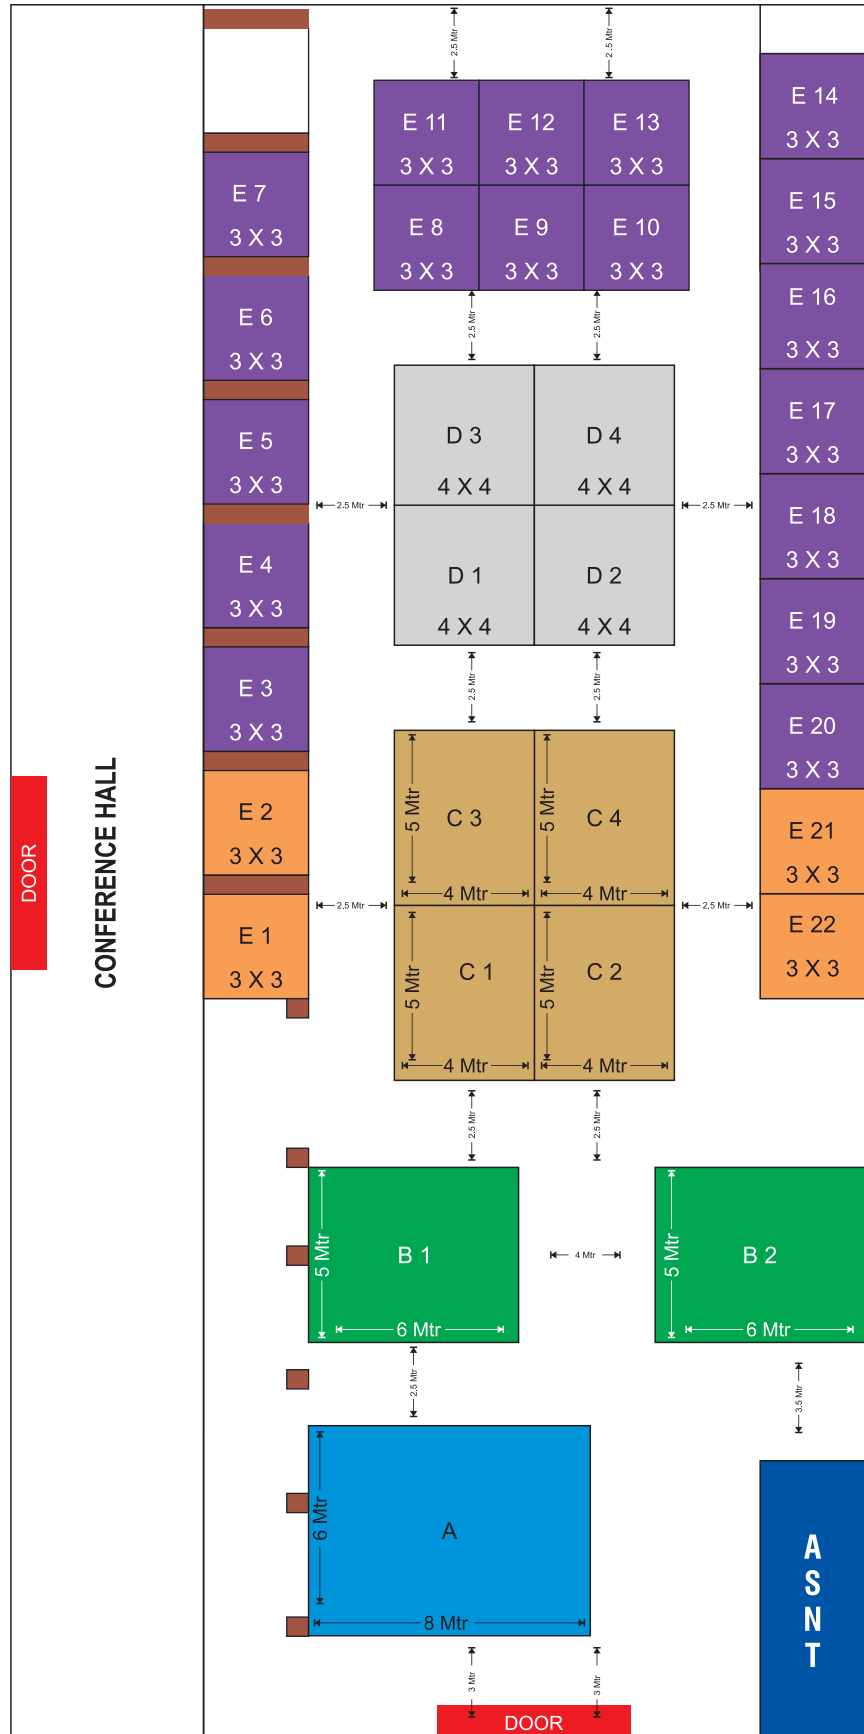 2.5 Mtr
2.5 Mtr
E 11
3 X 3
E 12
3 X 3
E 13
3 X 3
E 14
3 X 3
E 7
3 X 3
E 8
3 X 3
E 9
3 X 3
E 10
3 X 3
E 15
3 X 3
E 6
3 X 3
2.5 Mtr
2.5 Mtr
E 16
3 X 3
E 5
3 X 3
D 3
4 X 4
D 4
4 X 4
E 17
3 X 3
2.5 Mtr
2.5 Mtr
E 4
3 X 3
D 1
4 X 4
D 2
4 X 4
E 18
3 X 3
E 19
3 X 3
E 3
3 X 3
2.5 Mtr
2.5 Mtr
E 20
3 X 3
E 2
3 X 3
5 Mtr
C 3
4 Mtr
5 Mtr
C 4
4 Mtr
E 21
3 X 3
DOOR
CONFERENCE HALL
E 1
3 X 3
2.5 Mtr
2.5 Mtr
E 22
3 X 3
5 Mtr
C 1
4 Mtr
5 Mtr
C 2
4 Mtr
2.5 Mtr
2.5 Mtr
5 Mtr
B 1
6 Mtr
4 Mtr
5 Mtr
B 2
6 Mtr
2.5 Mtr
3.5 Mtr
6 Mtr
A
8 Mtr
A
S
N
T
3 Mtr
3 Mtr
DOOR